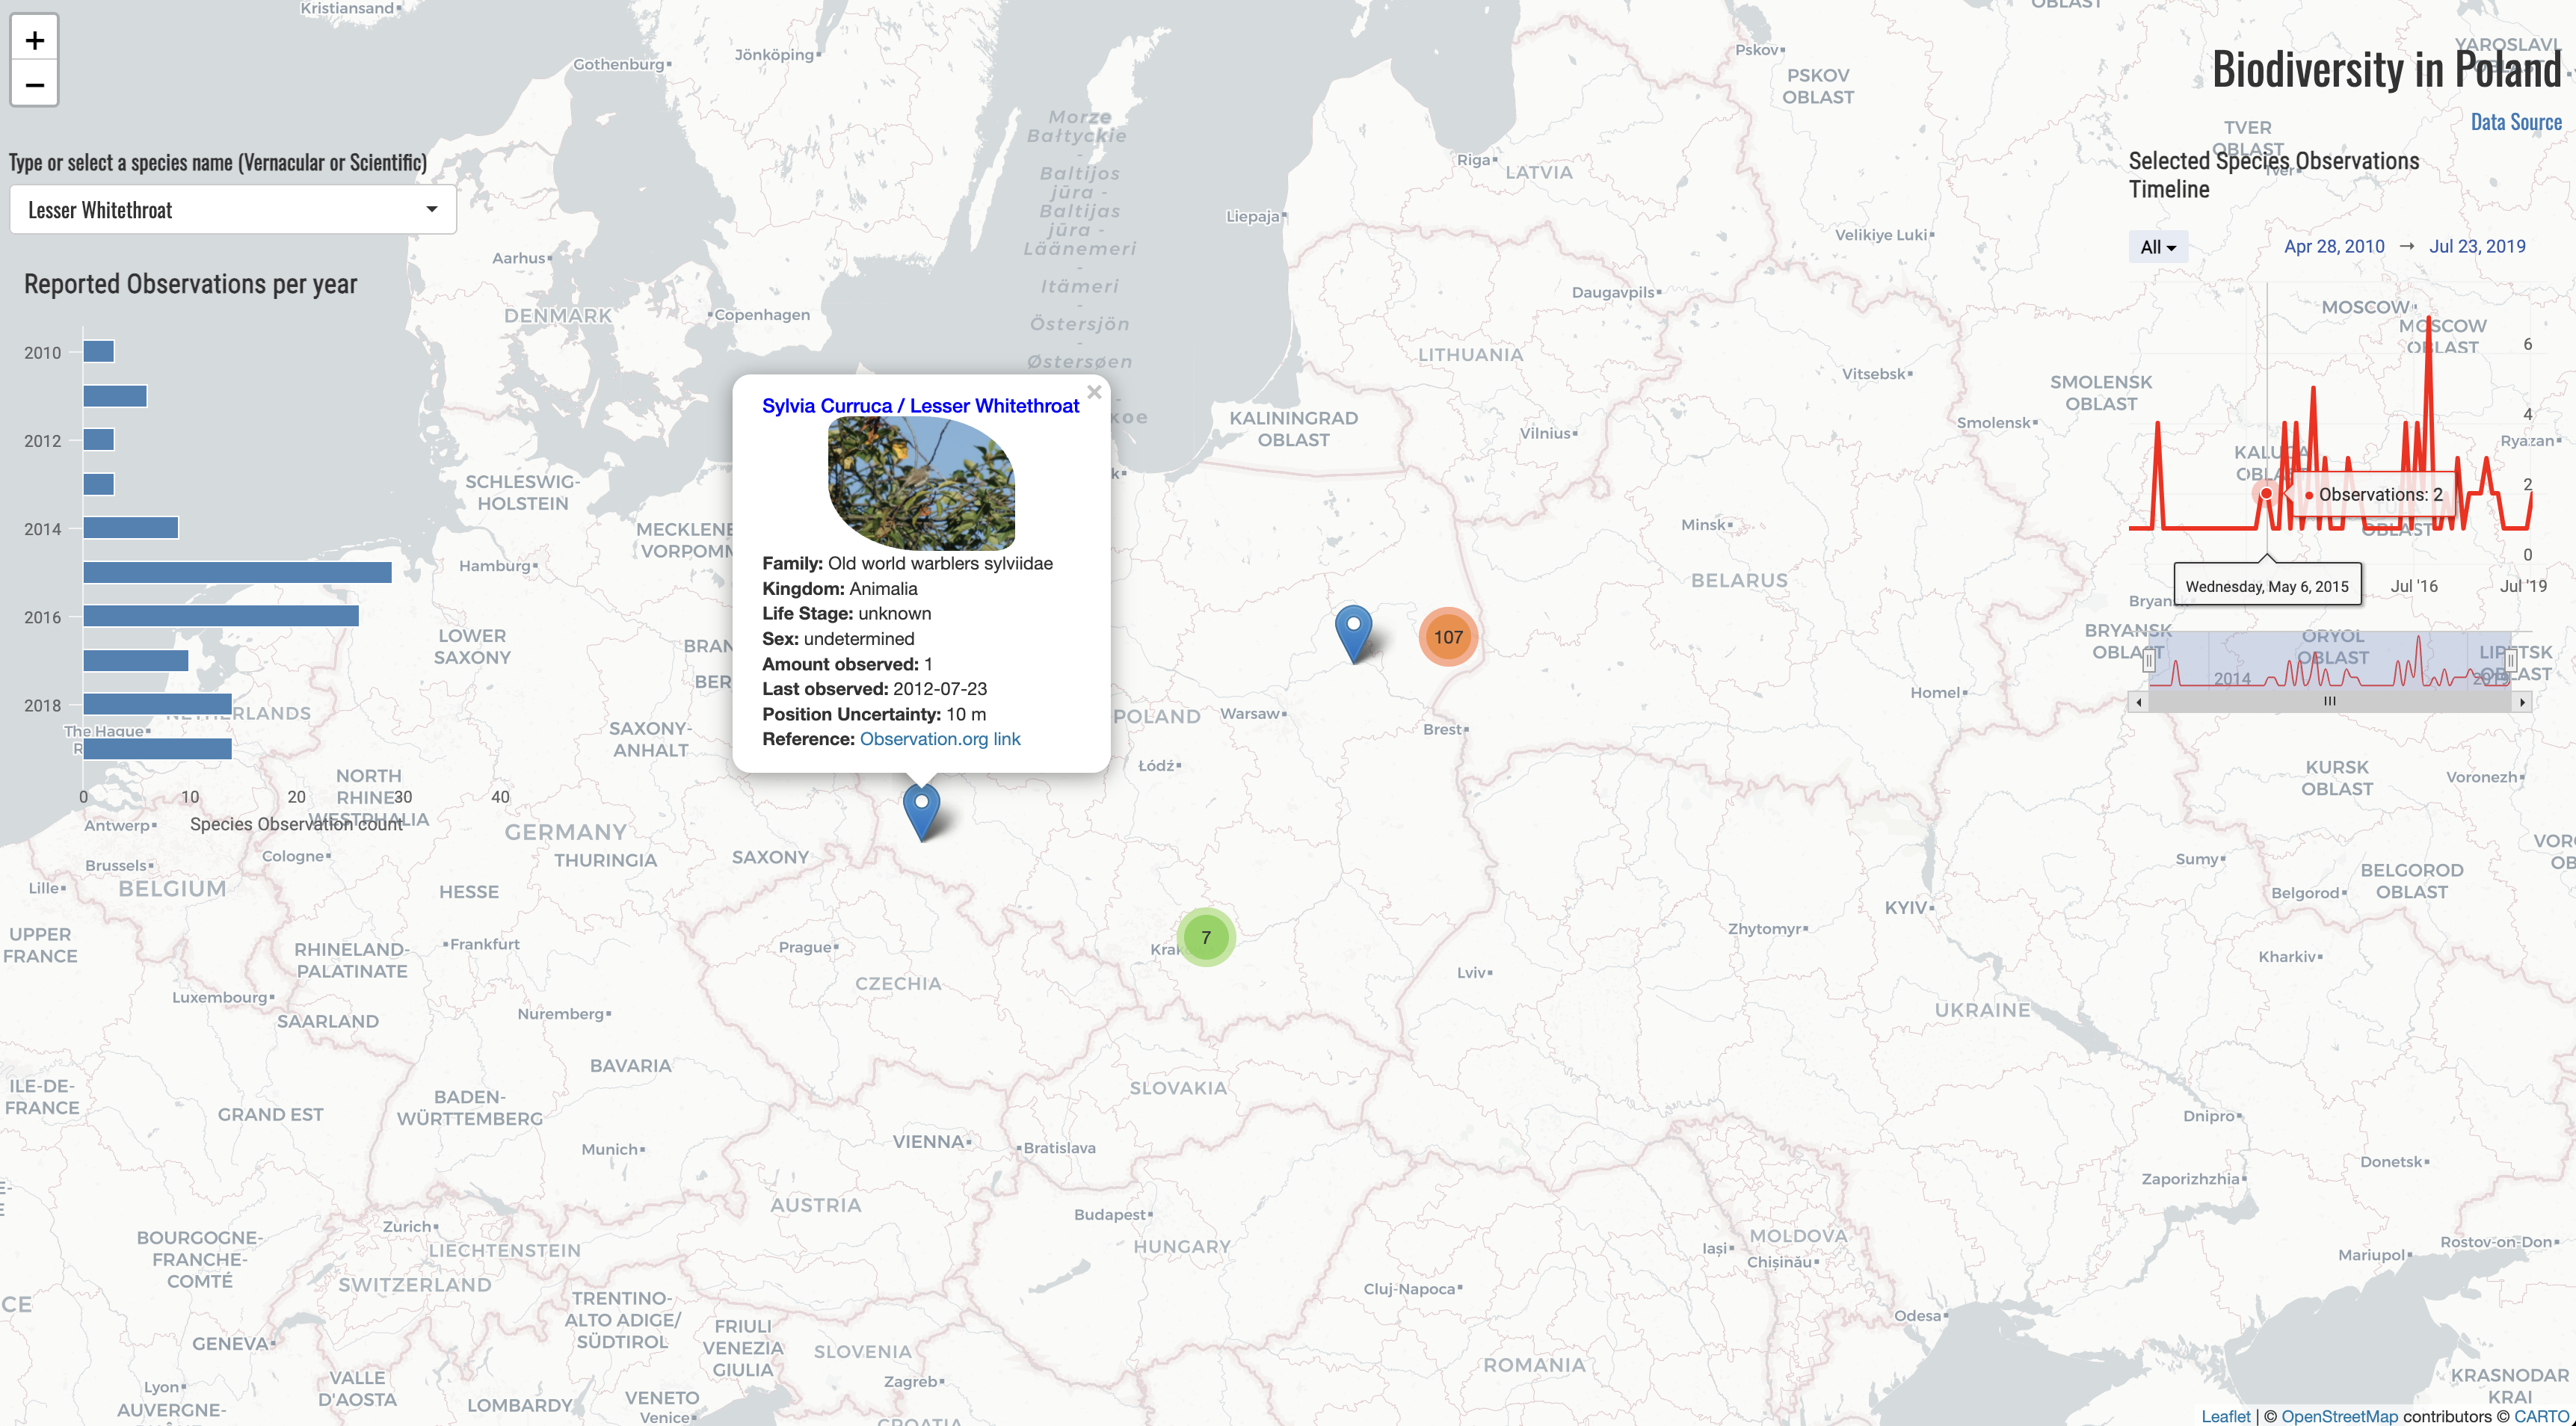 +
−
Type or select a species name (Vernacular or Scientific)
Lesser Whitethroat
Reported Observations per year
2010
2012
2014
2016
2018
0
10
20
30
40
Species Observation count
Biodiversity in Poland
Data Source
Selected Species Observations
Timeline
All
Apr 28, 2010 → Jul 23, 2019
6
4
2
0
Observations: 2
Wednesday, May 6, 2015
Jul '16
Jul '19
2014
Sylvia Curruca / Lesser Whitethroat
×
Family: Old world warblers sylviidae
Kingdom: Animalia
Life Stage: unknown
Sex: undetermined
Amount observed: 1
Last observed: 2012-07-23
Position Uncertainty: 10 m
Reference: Observation.org link
107
7
Kristiansand
Gothenburg
Jönköping
Aarhus
DENMARK
Copenhagen
Morze
Bałtyckie
-
Baltijos
jūra -
Baltijas
jūra -
Läänemeri
-
Itämeri
-
Östersjön
-
Østersøen
Riga
LATVIA
Liepaja
Daugavpils
LITHUANIA
Vilnius
KALININGRAD
OBLAST
Pskov
PSKOV
OBLAST
Velikiye Luki
Vitsebsk
SMOLENSK
OBLAST
Smolensk
YAROSLAVL
OBLAST
TVER
OBLAST
Tver
MOSCOW
MOSCOW
OBLAST
KALUGA
OBLAST
Ryazan
Minsk
BELARUS
Brest
Homel
BRYANSK
OBLAST
ORYOL
OBLAST
LIPETSK
OBLAST
KURSK
OBLAST
Voronezh
BELGOROD
OBLAST
Belgorod
Sumy
Kharkiv
KYIV
Zhytomyr
Lviv
UKRAINE
Dnipro
Donetsk
Zaporizhzhia
Mariupol
Rostov-on-Don
Odesa
KRASNODAR
KRAI
SCHLESWIG-
HOLSTEIN
Hamburg
LOWER
SAXONY
SAXONY-
ANHALT
The Hague
NORTH
RHINE
WESTPHALIA
Antwerp
Brussels
BELGIUM
Lille
Cologne
GERMANY
THURINGIA
SAXONY
HESSE
Frankfurt
RHINELAND-
PALATINATE
Luxembourg
SAARLAND
UPPER
FRANCE
ILE-DE-
FRANCE
GRAND EST
Nuremberg
BAVARIA
BADEN-
WÜRTTEMBERG
Munich
Prague
CZECHIA
POLAND
Warsaw
Łódź
SLOVAKIA
VIENNA
Bratislava
AUSTRIA
Budapest
HUNGARY
Zurich
LIECHTENSTEIN
SWITZERLAND
BOURGOGNE-
FRANCHE-
COMTÉ
GENEVA
Lyon
AUVERGNE-
VALLE
D'AOSTA
LOMBARDY
TRENTINO-
ALTO ADIGE/
SÜDTIROL
FRIULI
VENEZIA
GIULIA
VENETO
Venice
SLOVENIA
Zagreb
CROATIA
Cluj-Napoca
ROMANIA
MOLDOVA
Iași
Chișinău
Leaflet | © OpenStreetMap contributors © CARTO